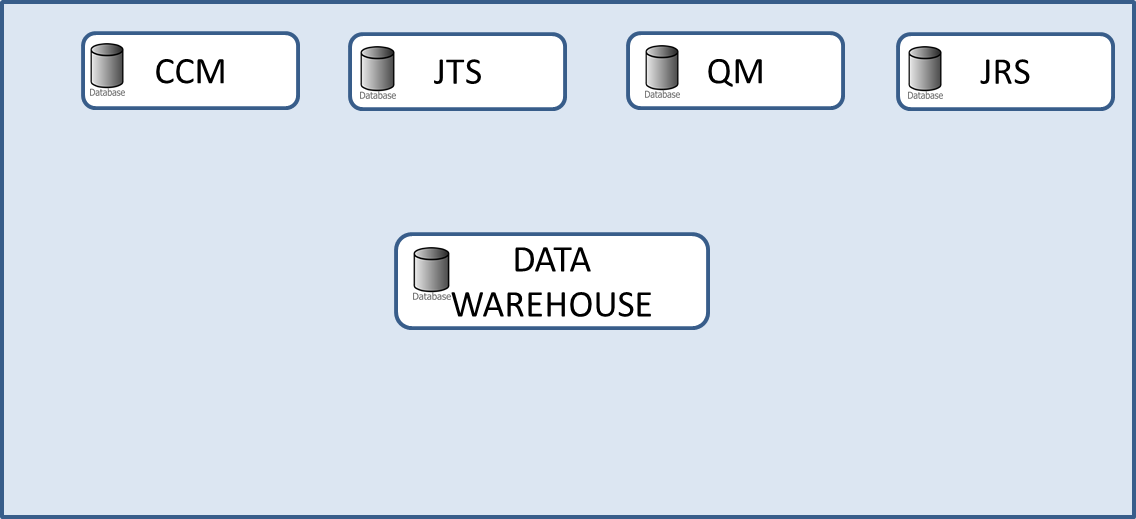 CCM
Database
JTS
Database
QM
Database
JRS
Database
DATA
WAREHOUSE
Database